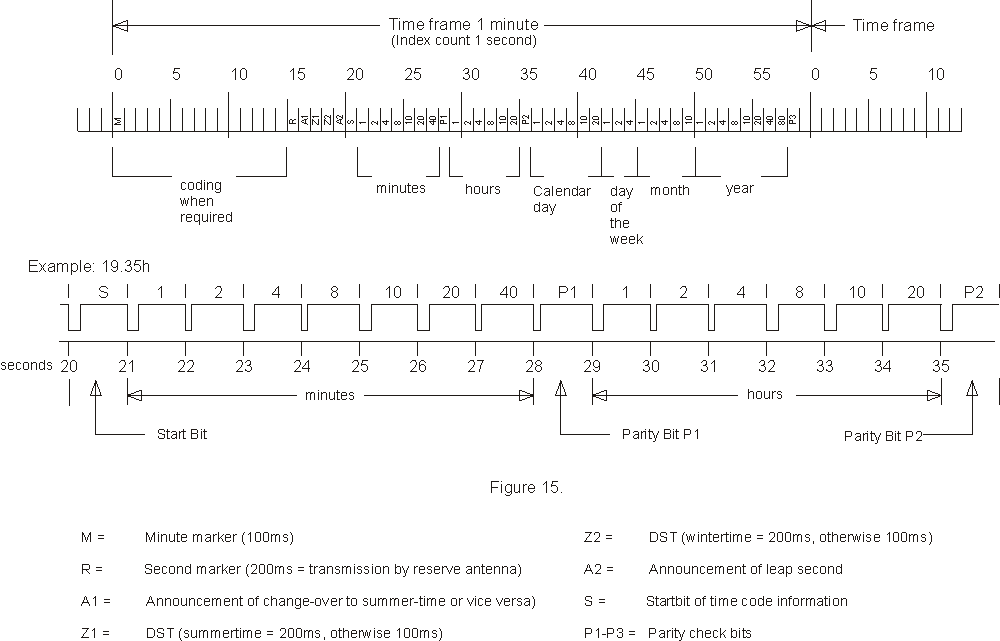 Time frame 1 minute
(Index count 1 second)
Time frame
0 5 10 15 20 25 30 35 40 45 50 55 0 5 10
M R A1 Z1 Z2 A2 S 1 2 4 8 10 20 40 P1 1 2 4 8 10 20 P2 1 2 4 8 10 20 1 2 4 1 2 4 8 10 1 2 4 8 10 20 40 80 P3
coding
when
required
minutes
hours
Calendar
day
day
of
the
week
month
year
Example: 19.35h
S 1 2 4 8 10 20 40 P1 1 2 4 8 10 20 P2
seconds 20 21 22 23 24 25 26 27 28 29 30 31 32 33 34 35
minutes
hours
Start Bit
Parity Bit P1
Parity Bit P2
Figure 15.
M = Minute marker (100ms)
R = Second marker (200ms = transmission by reserve antenna)
A1 = Announcement of change-over to summer-time or vice versa)
Z1 = DST (summertime = 200ms, otherwise 100ms)
Z2 = DST (wintertime = 200ms, otherwise 100ms)
A2 = Announcement of leap second
S = Startbit of time code information
P1-P3 = Parity check bits